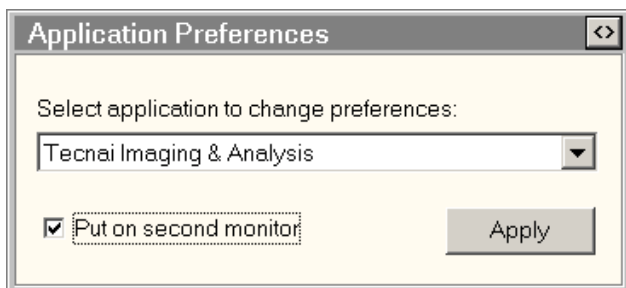 Application Preferences
<>
Select application to change preferences:
Tecnai Imaging & Analysis
Put on second monitor
Apply